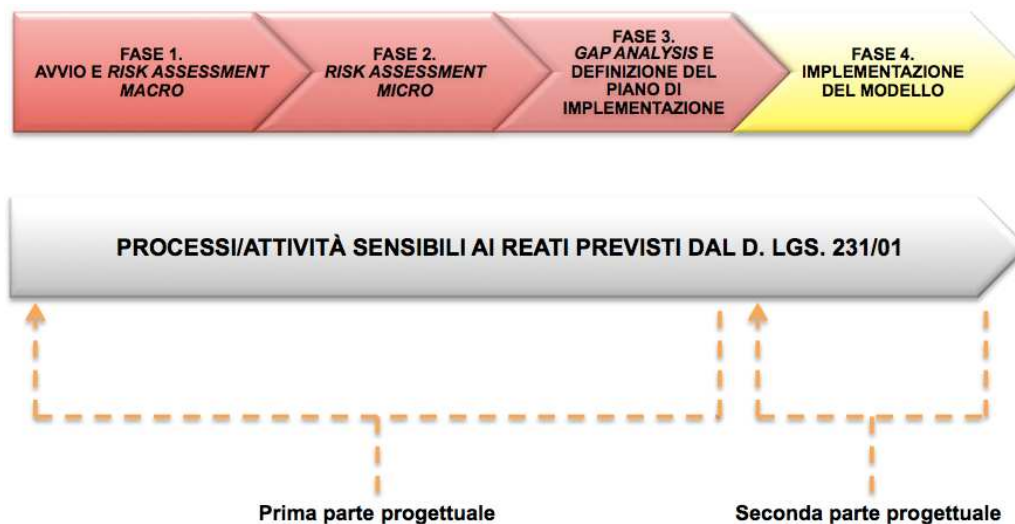 FASE 1.
AVVIO E RISK ASSESSMENT
MACRO
FASE 2.
RISK ASSESSMENT
MICRO
FASE 3.
GAP ANALYSIS E
DEFINIZIONE DEL
PIANO DI
IMPLEMENTAZIONE
FASE 4.
IMPLEMENTAZIONE
DEL MODELLO
PROCESSI/ATTIVITÀ SENSIBILI AI REATI PREVISTI DAL D. LGS. 231/01
Prima parte progettuale
Seconda parte progettuale